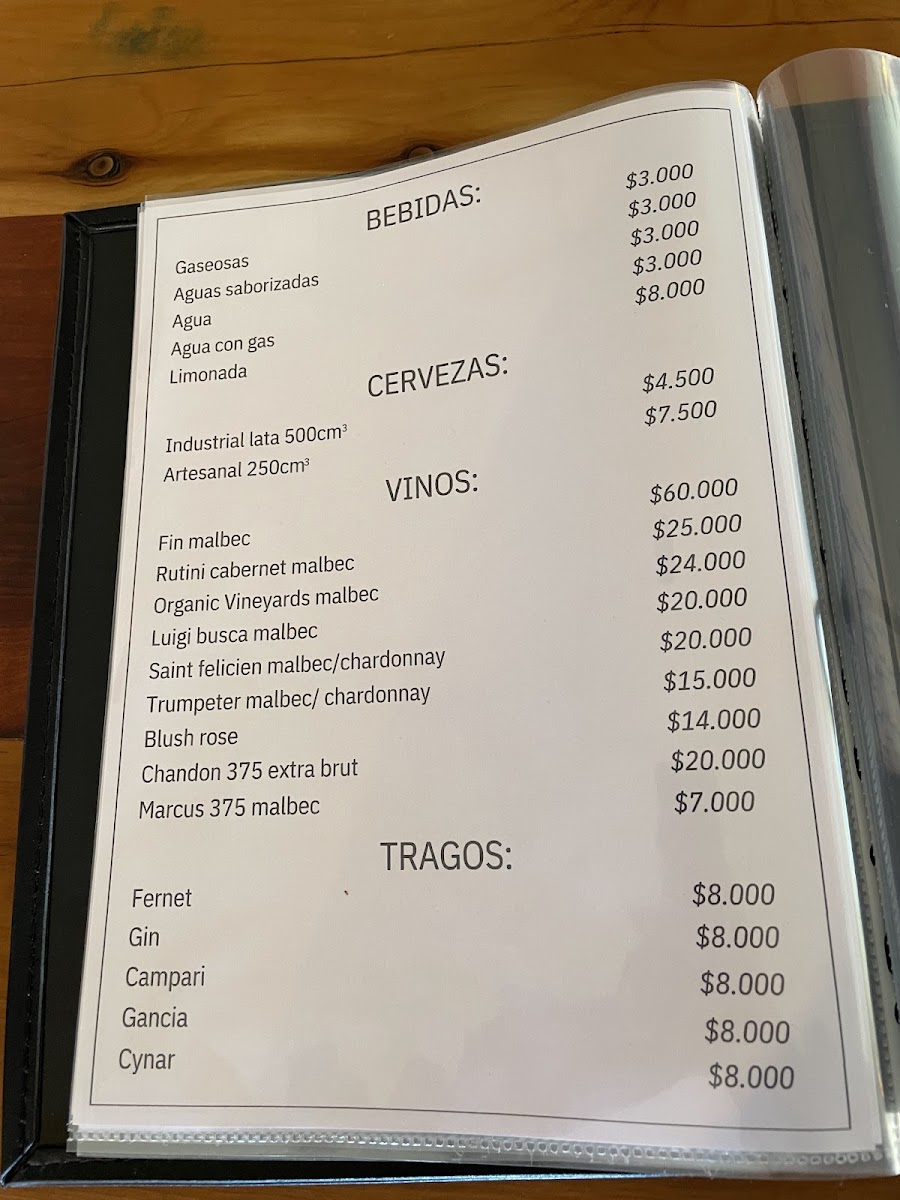 BEBIDAS:
Gaseosas $3.000
Aguas saborizadas $3.000
Agua $3.000
Agua con gas $3.000
Limonada $8.000
CERVEZAS:
Industrial lata 500cm³ $4.500
Artesanal 250cm³ $7.500
VINOS:
Fin malbec $60.000
Rutini cabernet malbec $25.000
Organic Vineyards malbec $24.000
Luigi busca malbec $20.000
Saint felicien malbec/chardonnay $20.000
Trumpeter malbec/ chardonnay $15.000
Blush rose $14.000
Chandon 375 extra brut $20.000
Marcus 375 malbec $7.000
TRAGOS:
Fernet $8.000
Gin $8.000
Campari $8.000
Gancia $8.000
Cynar $8.000